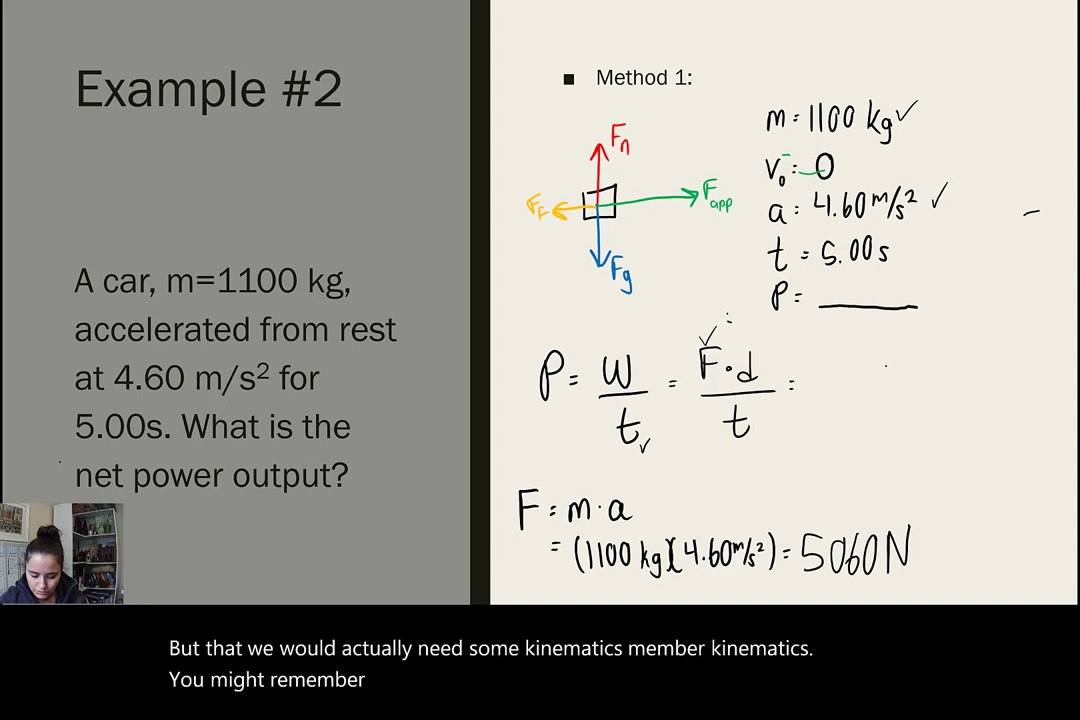 Example #2
A car, m=1100 kg,
accelerated from rest
at 4.60 m/s² for
5.00s. What is the
net power output?
■ Method 1:
Fn
FF
Fapp
Fg
m = 1100 kg ✓
v₀ = 0
a = 4.60 m/s² ✓
t = 5.00 s
P = ____
P = W/t = F·d/t =
F = m·a
= (1100 kg)(4.60 m/s²) = 5060 N
But that we would actually need some kinematics member kinematics.
You might remember